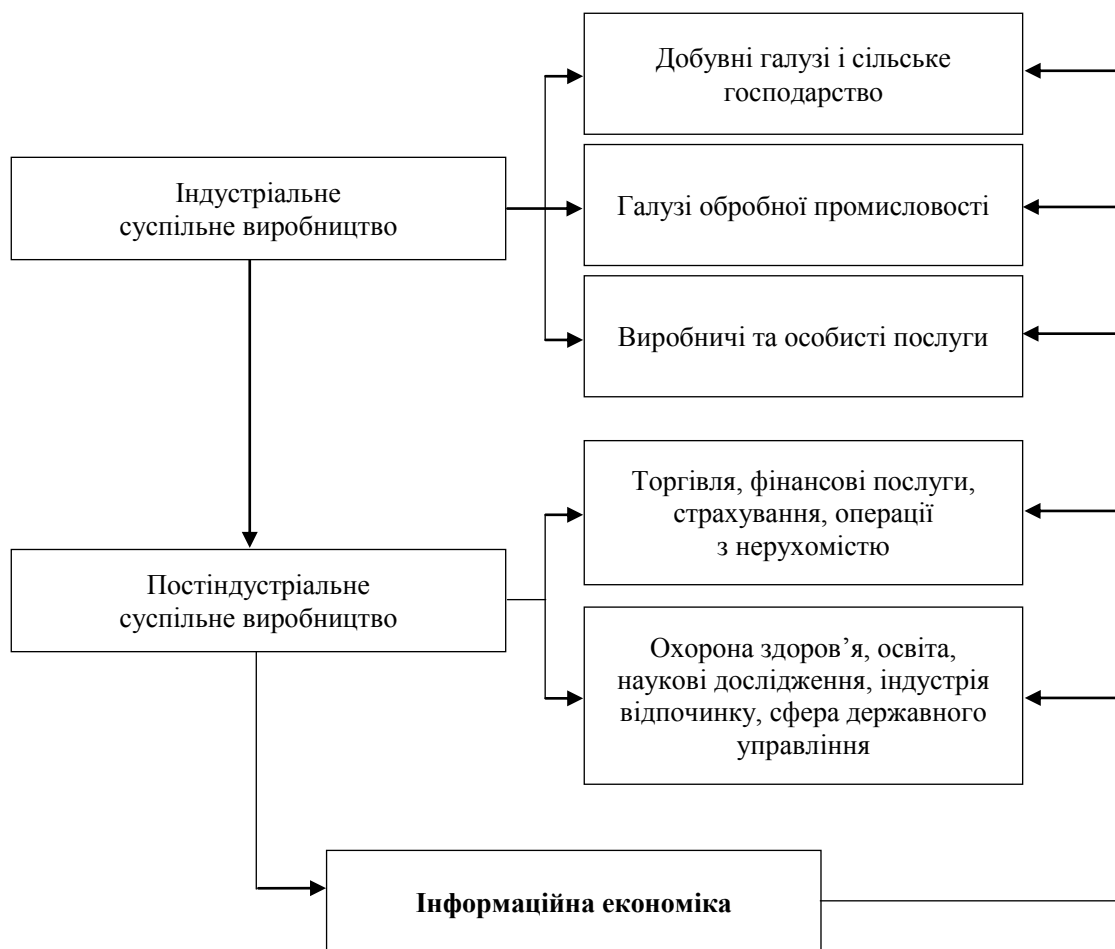 Добувні галузі і сільське
господарство
Індустріальне
суспільне виробництво
Галузі обробної промисловості
Виробничі та особисті послуги
Торгівля, фінансові послуги,
страхування, операції
з нерухомістю
Постіндустріальне
суспільне виробництво
Охорона здоров’я, освіта,
наукові дослідження, індустрія
відпочинку, сфера державного
управління
Інформаційна економіка